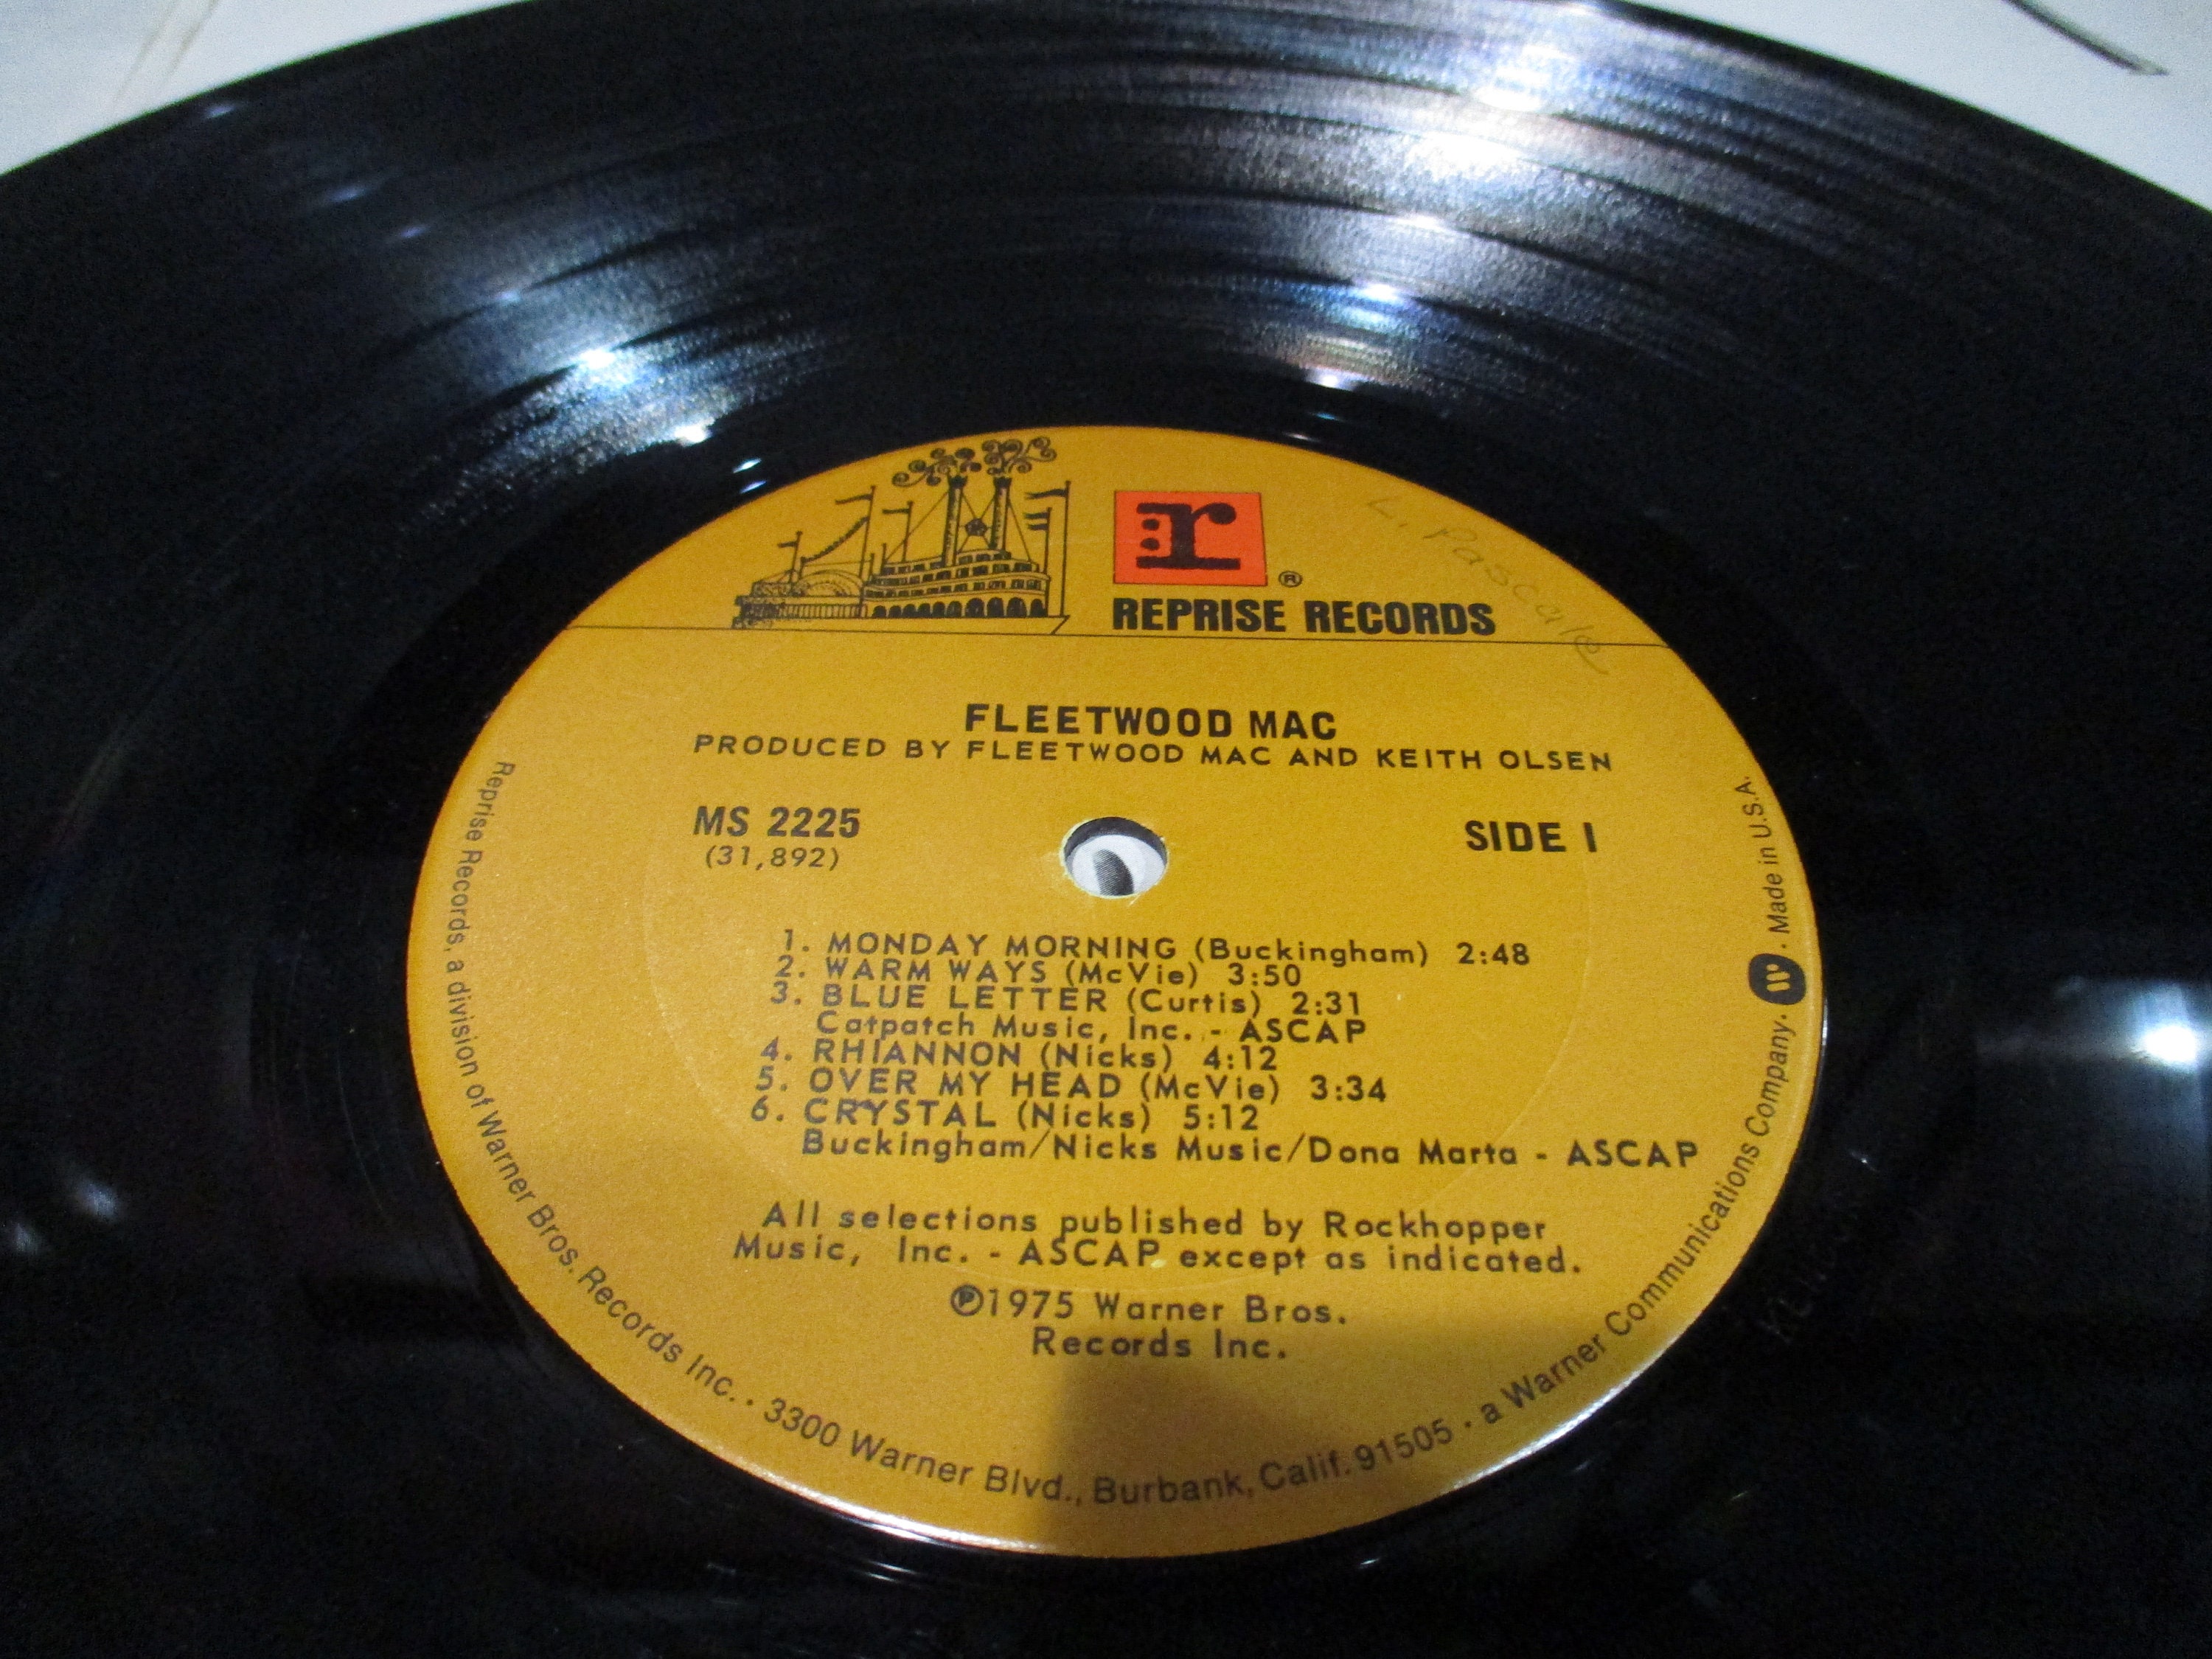 r
®
REPRISE RECORDS
L. Pascale
FLEETWOOD MAC
PRODUCED BY FLEETWOOD MAC AND KEITH OLSEN
MS 2225
(31,892)
SIDE 1
1. MONDAY MORNING (Buckingham) 2:48
2. WARM WAYS (McVie) 3:50
3. BLUE LETTER (Curtis) 2:31
Catpatch Music, Inc. - ASCAP
4. RHIANNON (Nicks) 4:12
5. OVER MY HEAD (McVie) 3:34
6. CRYSTAL (Nicks) 5:12
Buckingham/Nicks Music/Dona Marta - ASCAP
All selections published by Rockhopper
Music, Inc. - ASCAP except as indicated.
℗1975 Warner Bros.
Records Inc.
Reprise Records, a division of Warner Bros. Records Inc. · 3300 Warner Blvd., Burbank, Calif. 91505 · a Warner Communications Company · W · Made in U.S.A.